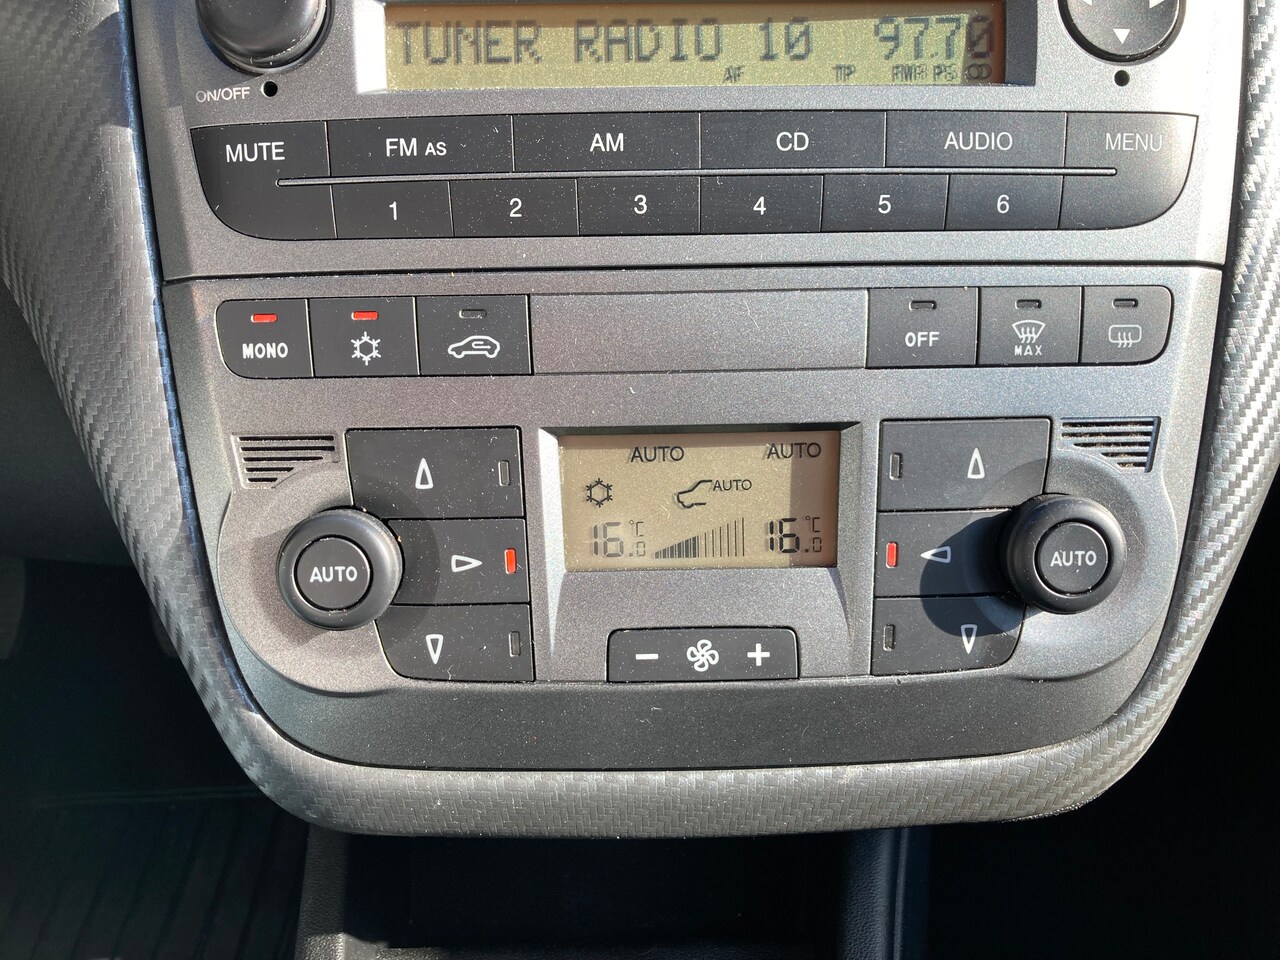 TUNER RADIO 10 97.70
AF TP FM8 PS
ON/OFF
MUTE FM AS AM CD AUDIO MENU
1 2 3 4 5 6
MONO OFF MAX
AUTO AUTO
AUTO
16.0 °C 16.0 °C
AUTO AUTO
- +